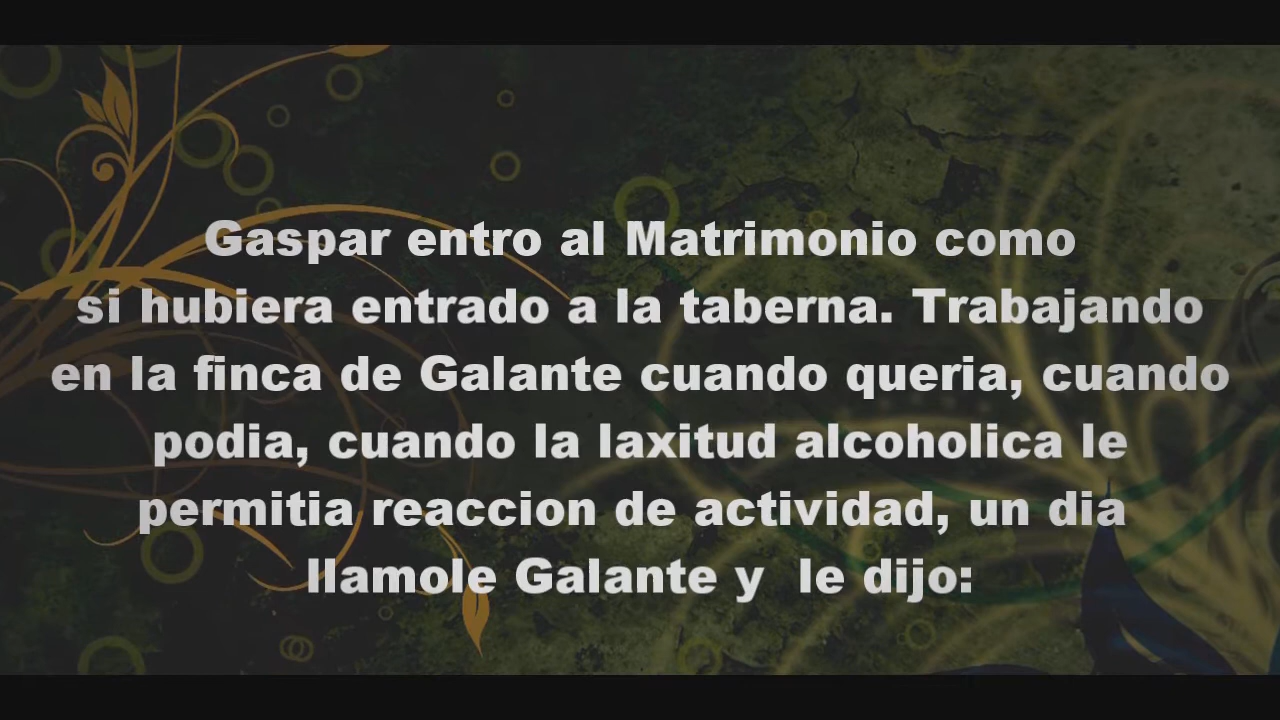 Gaspar entro al Matrimonio como
si hubiera entrado a la taberna. Trabajando
en la finca de Galante cuando queria, cuando
podia, cuando la laxitud alcoholica le
permitia reaccion de actividad, un dia
llamole Galante y  le dijo: